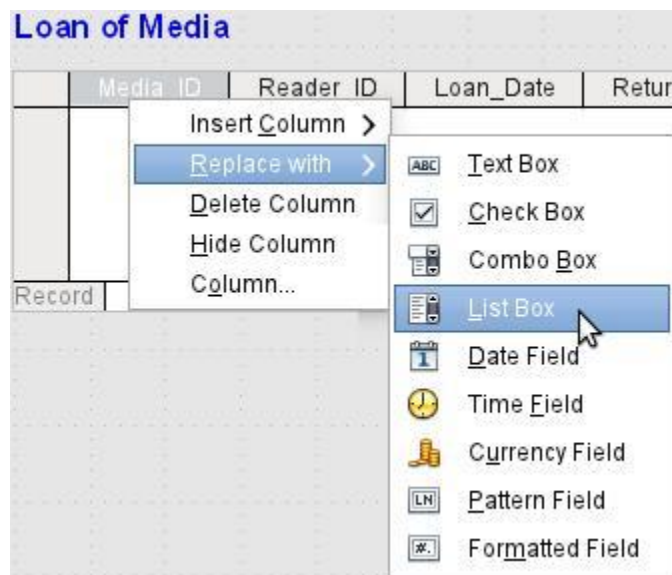 Loan of Media
Media_ID Reader_ID Loan_Date Retur
Insert Column
Replace with
Delete Column
Hide Column
Column...
Record
Text Box
Check Box
Combo Box
List Box
Date Field
Time Field
Currency Field
Pattern Field
Formatted Field